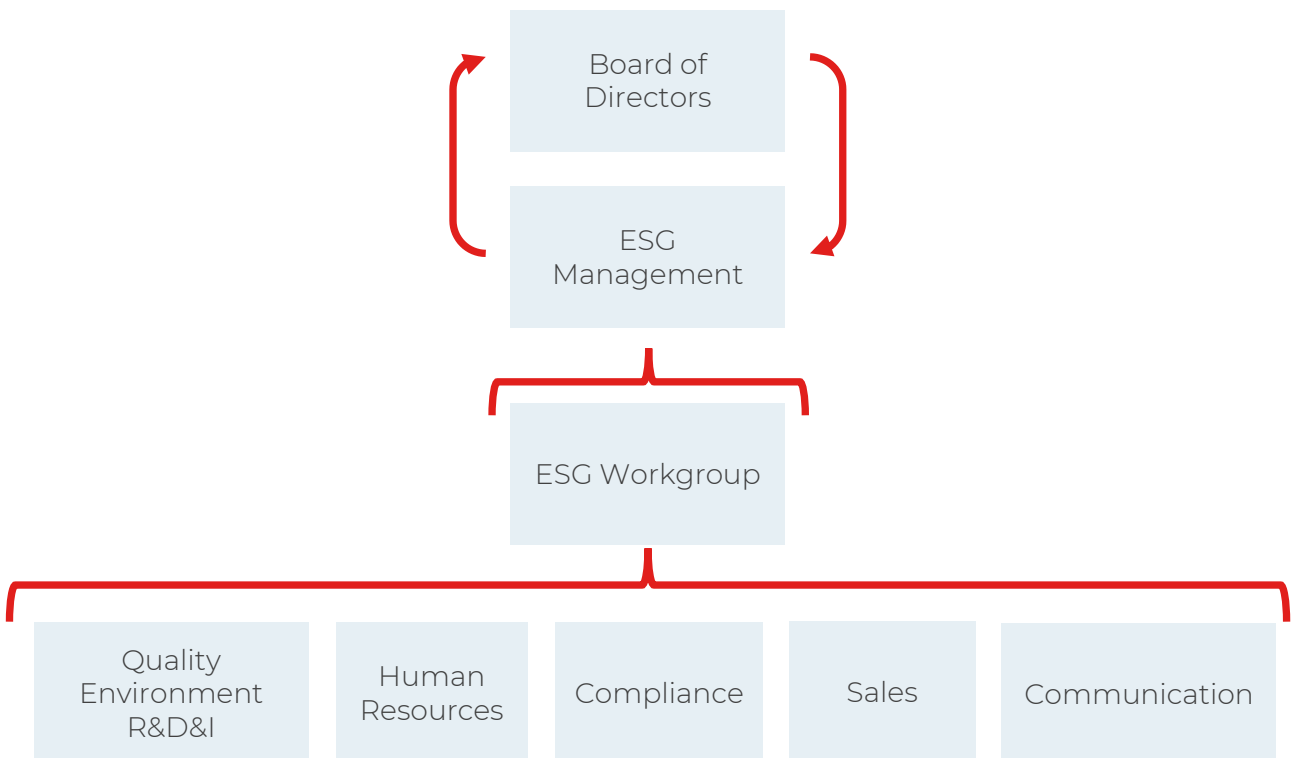 Board of
Directors
ESG
Management
ESG Workgroup
Quality
Environment
R&D&I
Human
Resources
Compliance
Sales
Communication